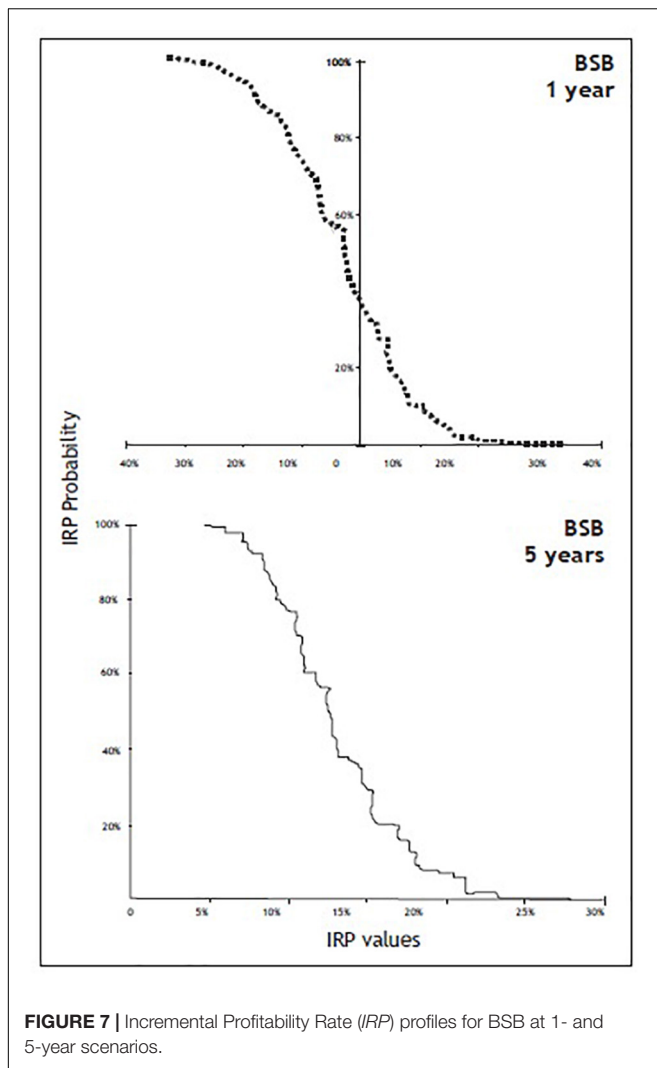 BSB
1 year
100%
80%
60%
20%
40% 30% 20% 10% 0 10% 20% 30% 40%
IRP Probability
BSB
5 years
100%
80%
60%
40%
20%
0 5% 10% 15% 20% 25% 30%
IRP values
FIGURE 7 | Incremental Profitability Rate (IRP) profiles for BSB at 1- and
5-year scenarios.